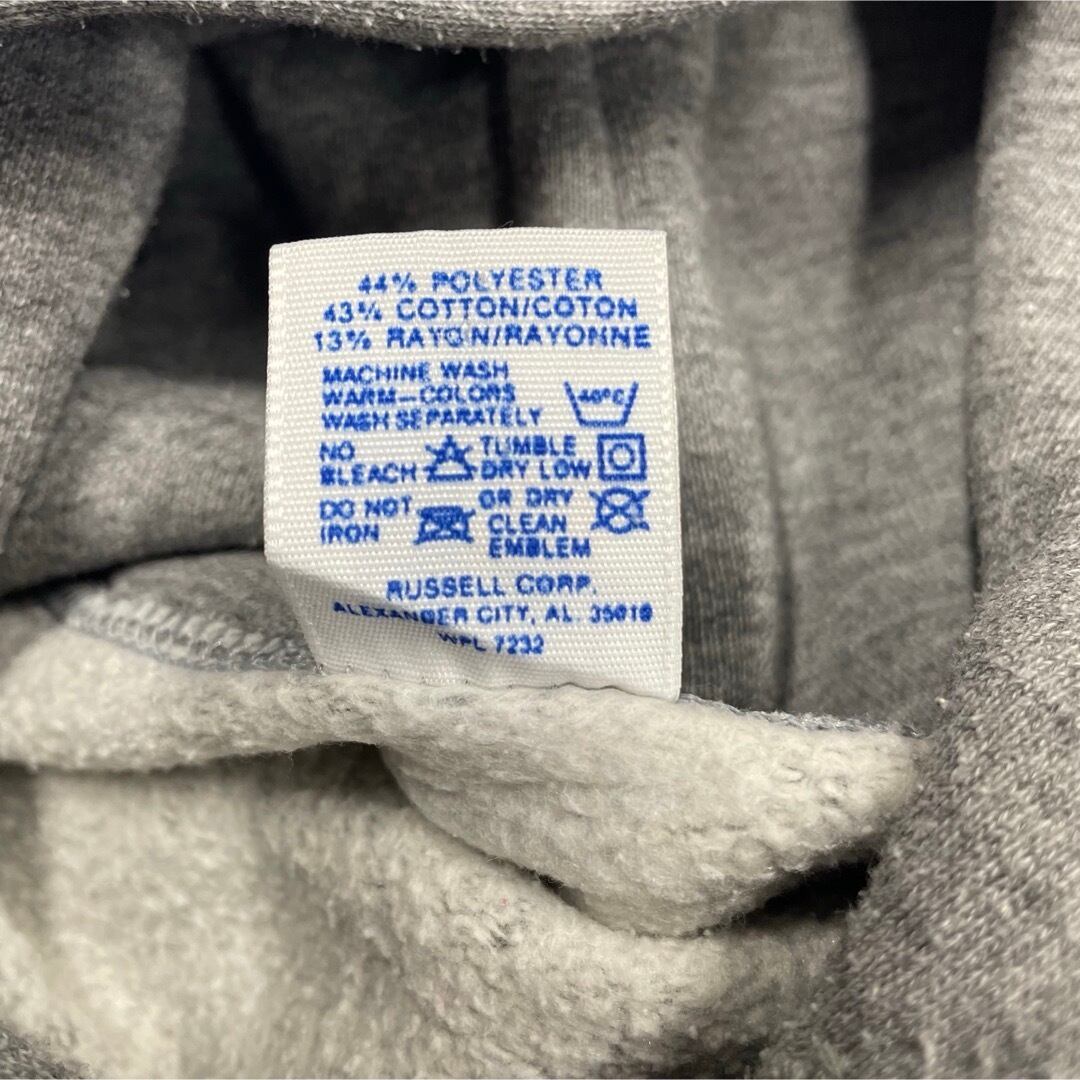 44% POLYESTER
43% COTTON/COTON
13% RAYON/RAYONNE
MACHINE WASH
WARM—COLORS
WASH SEPARATELY
40°C
NO
BLEACH
TUMBLE
DRY LOW
DO NOT
IRON
OR DRY
CLEAN
EMBLEM
RUSSELL CORP.
ALEXANDER CITY, AL. 35010
WPL 7232